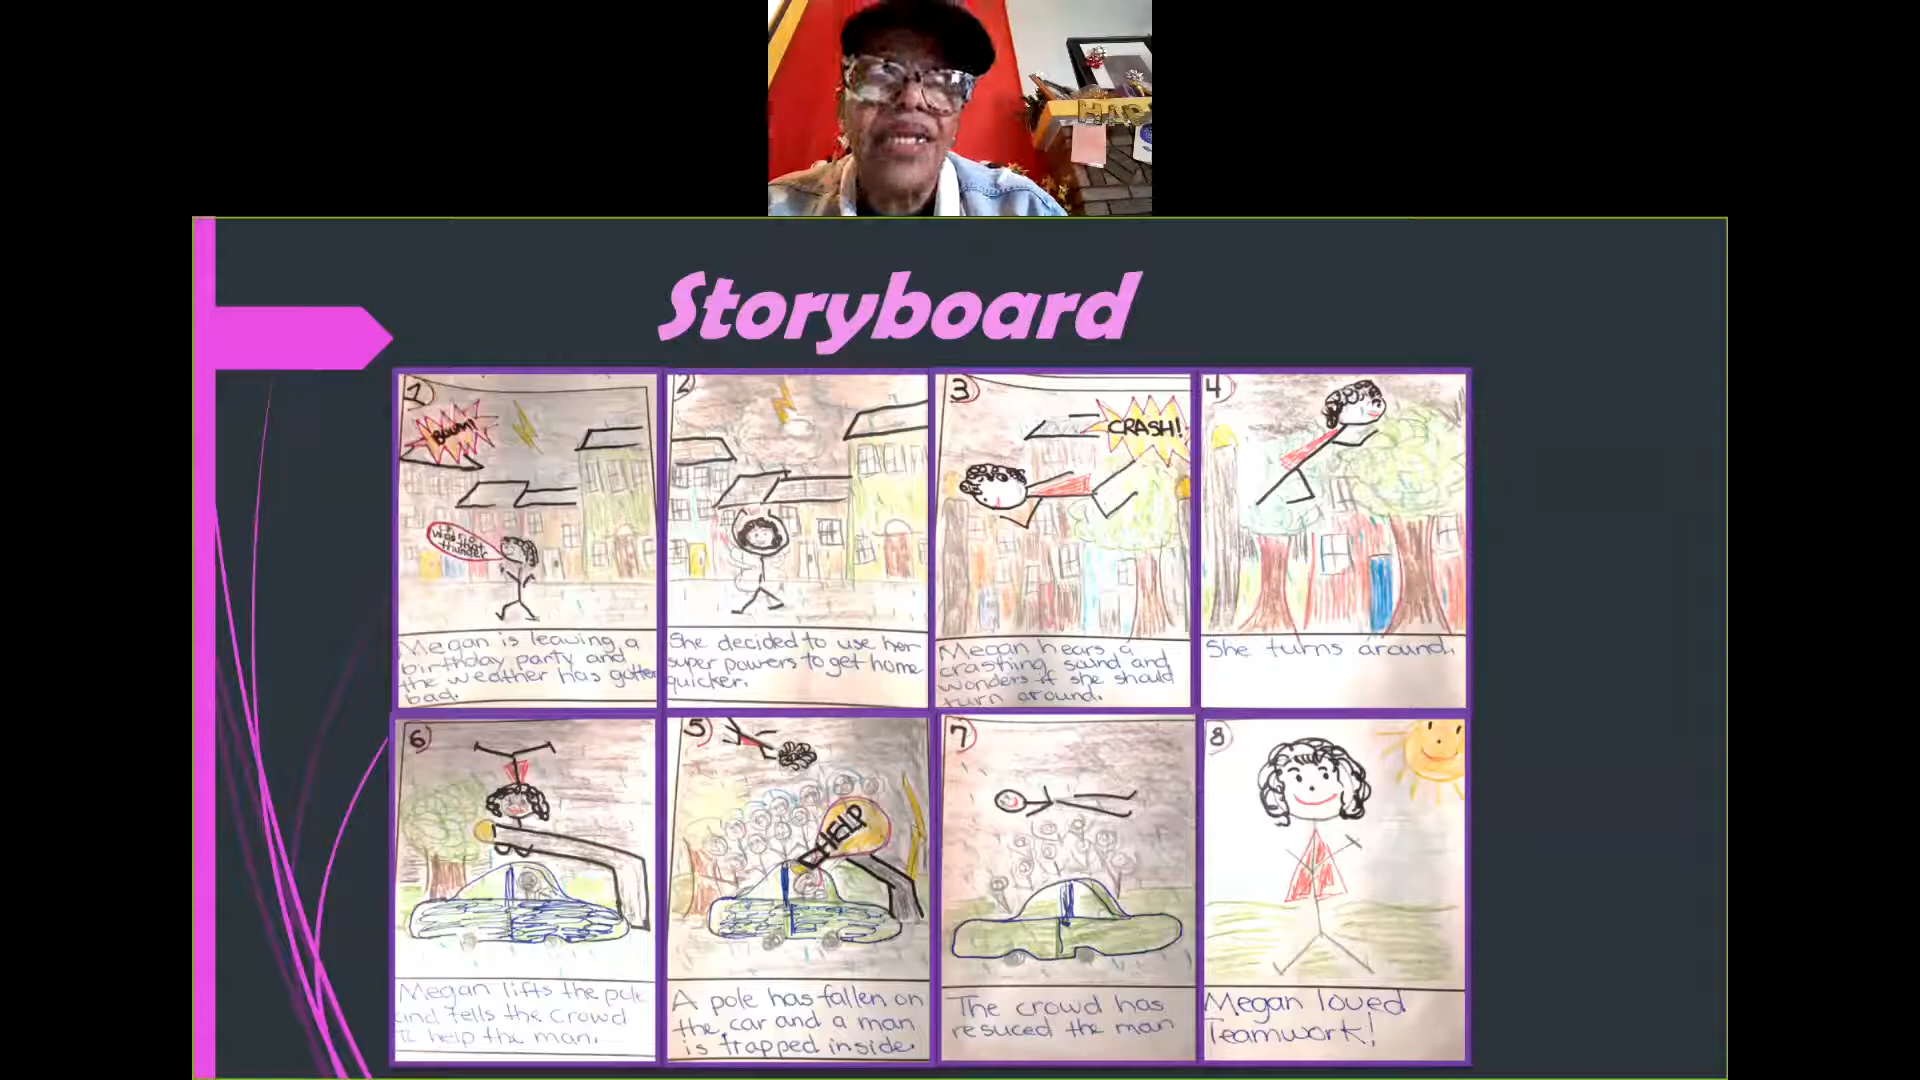 HAP
Storyboard
1
BOOM!
was that
thunder
Megan is leaving a
birthday party and
the weather has gotten
bad.
2
She decided to use her
super powers to get home
quicker.
3
CRASH!
Megan hears a
crashing sound and
wonders if she should
turn around.
4
She turns around.
6
Megan lifts the pole
and tells the crowd
to help the man.
5
HELP
A pole has fallen on
the car and a man
is trapped inside.
7
The crowd has
resuced the man
8
Megan loved
Teamwork!